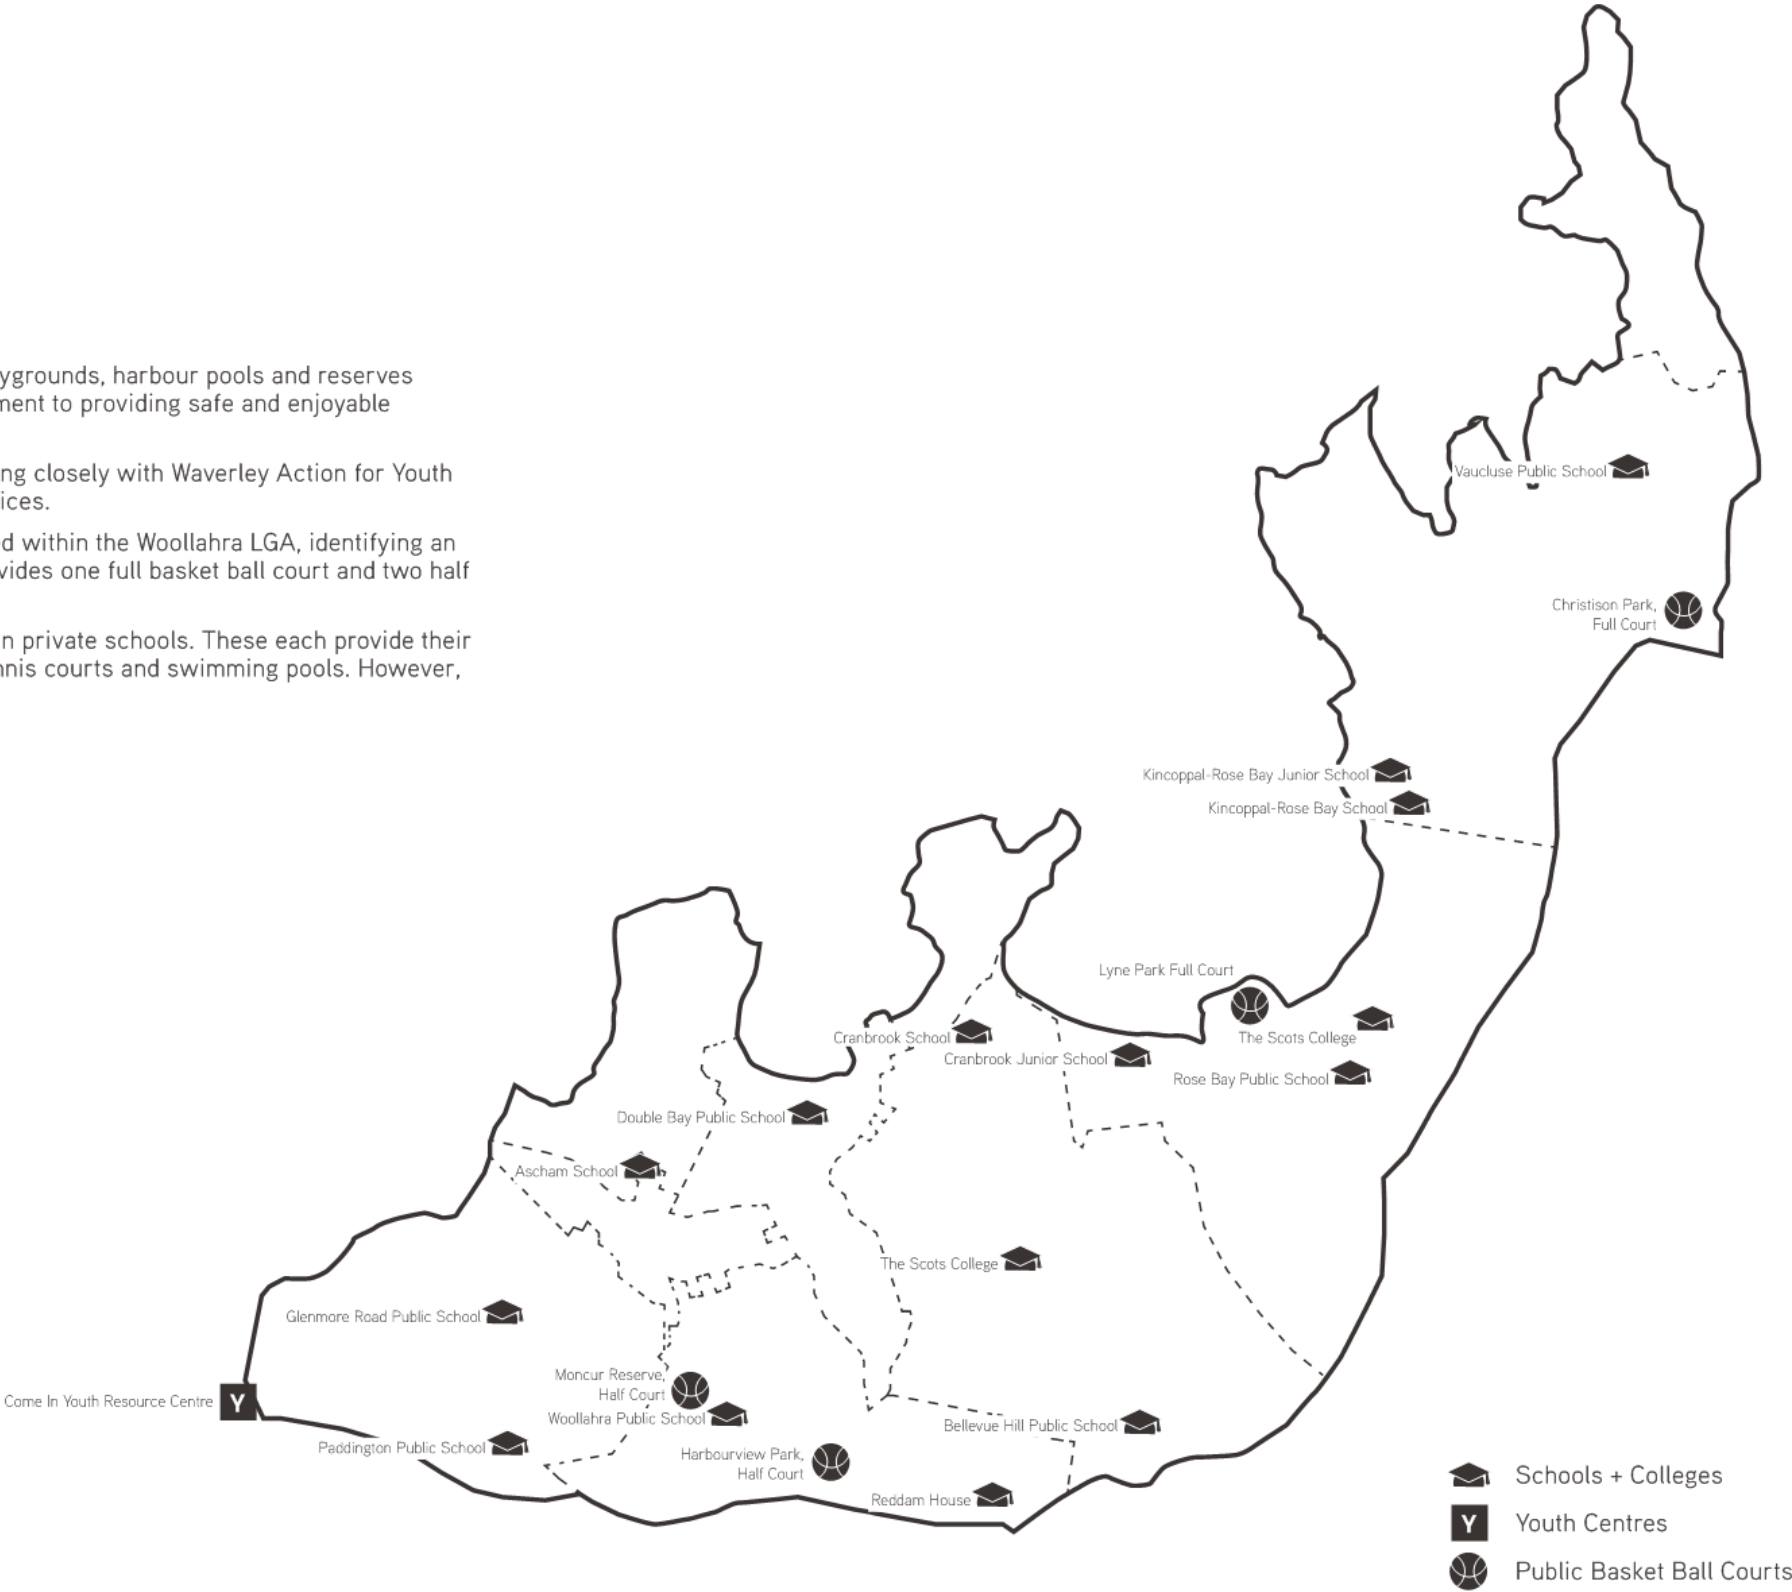 ygrounds, harbour pools and reserves
ment to providing safe and enjoyable
ng closely with Waverley Action for Youth
ices.
d within the Woollahra LGA, identifying an
vides one full basket ball court and two half
n private schools. These each provide their
nnis courts and swimming pools. However,
Vaucluse Public School
Christison Park,
Full Court
Kincoppal-Rose Bay Junior School
Kincoppal-Rose Bay School
Lyne Park Full Court
Cranbrook School
The Scots College
Cranbrook Junior School
Rose Bay Public School
Double Bay Public School
Ascham School
The Scots College
Glenmore Road Public School
Moncur Reserve,
Half Court
Come In Youth Resource Centre
Y
Woollahra Public School
Bellevue Hill Public School
Paddington Public School
Harbourview Park,
Half Court
Reddam House
Schools + Colleges
Y Youth Centres
Public Basket Ball Courts